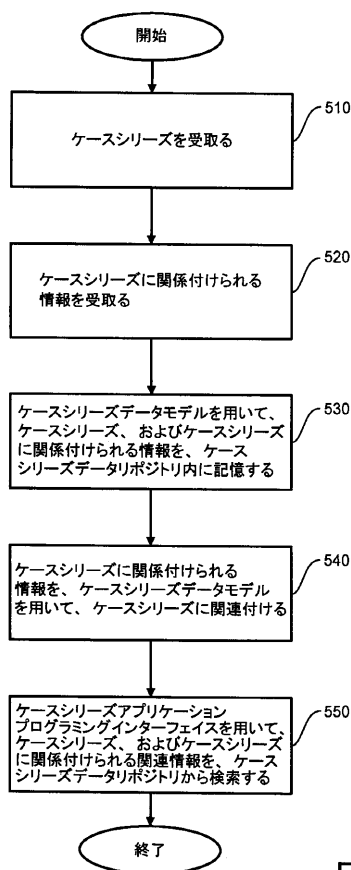 開始
510
ケースシリーズを受取る
520
ケースシリーズに関係付けられる
情報を受取る
530
ケースシリーズデータモデルを用いて、
ケースシリーズ、およびケースシリーズ
に関係付けられる情報を、ケース
シリーズデータリポジトリ内に記憶する
540
ケースシリーズに関係付けられる
情報を、ケースシリーズデータモデル
を用いて、ケースシリーズに関連付ける
550
ケースシリーズアプリケーション
プログラミングインターフェイスを用いて、
ケースシリーズ、およびケースシリーズ
に関係付けられる関連情報を、ケース
シリーズデータリポジトリから検索する
終了